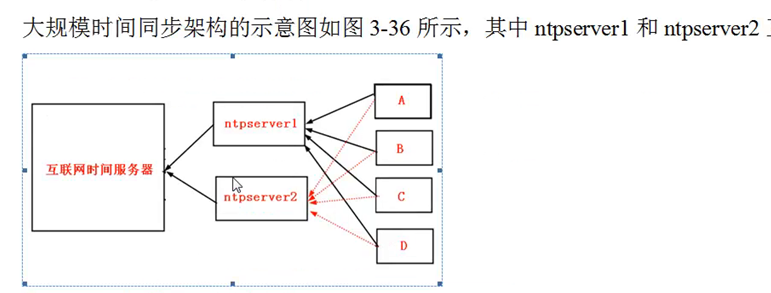 大规模时间同步架构的示意图如图 3-36 所示，其中 ntpserver1 和 ntpserver2
互联网时间服务器
ntpserver1
ntpserver2
A
B
C
D